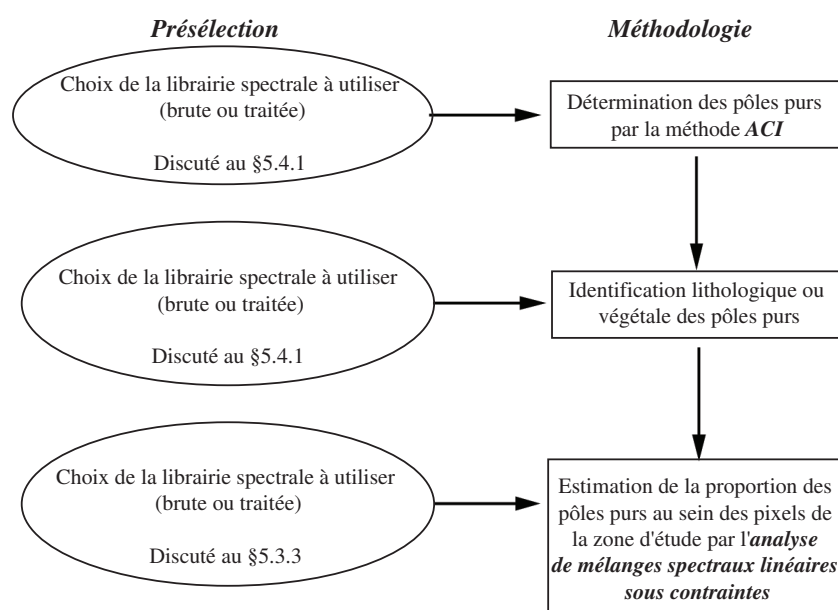 Présélection
Méthodologie
Choix de la librairie spectrale à utiliser
(brute ou traitée)
Discuté au §5.4.1
Détermination des pôles purs
par la méthode ACI
Choix de la librairie spectrale à utiliser
(brute ou traitée)
Discuté au §5.4.1
Identification lithologique ou
végétale des pôles purs
Choix de la librairie spectrale à utiliser
(brute ou traitée)
Discuté au §5.3.3
Estimation de la proportion des
pôles purs au sein des pixels de
la zone d'étude par l'analyse
de mélanges spectraux linéaires
sous contraintes